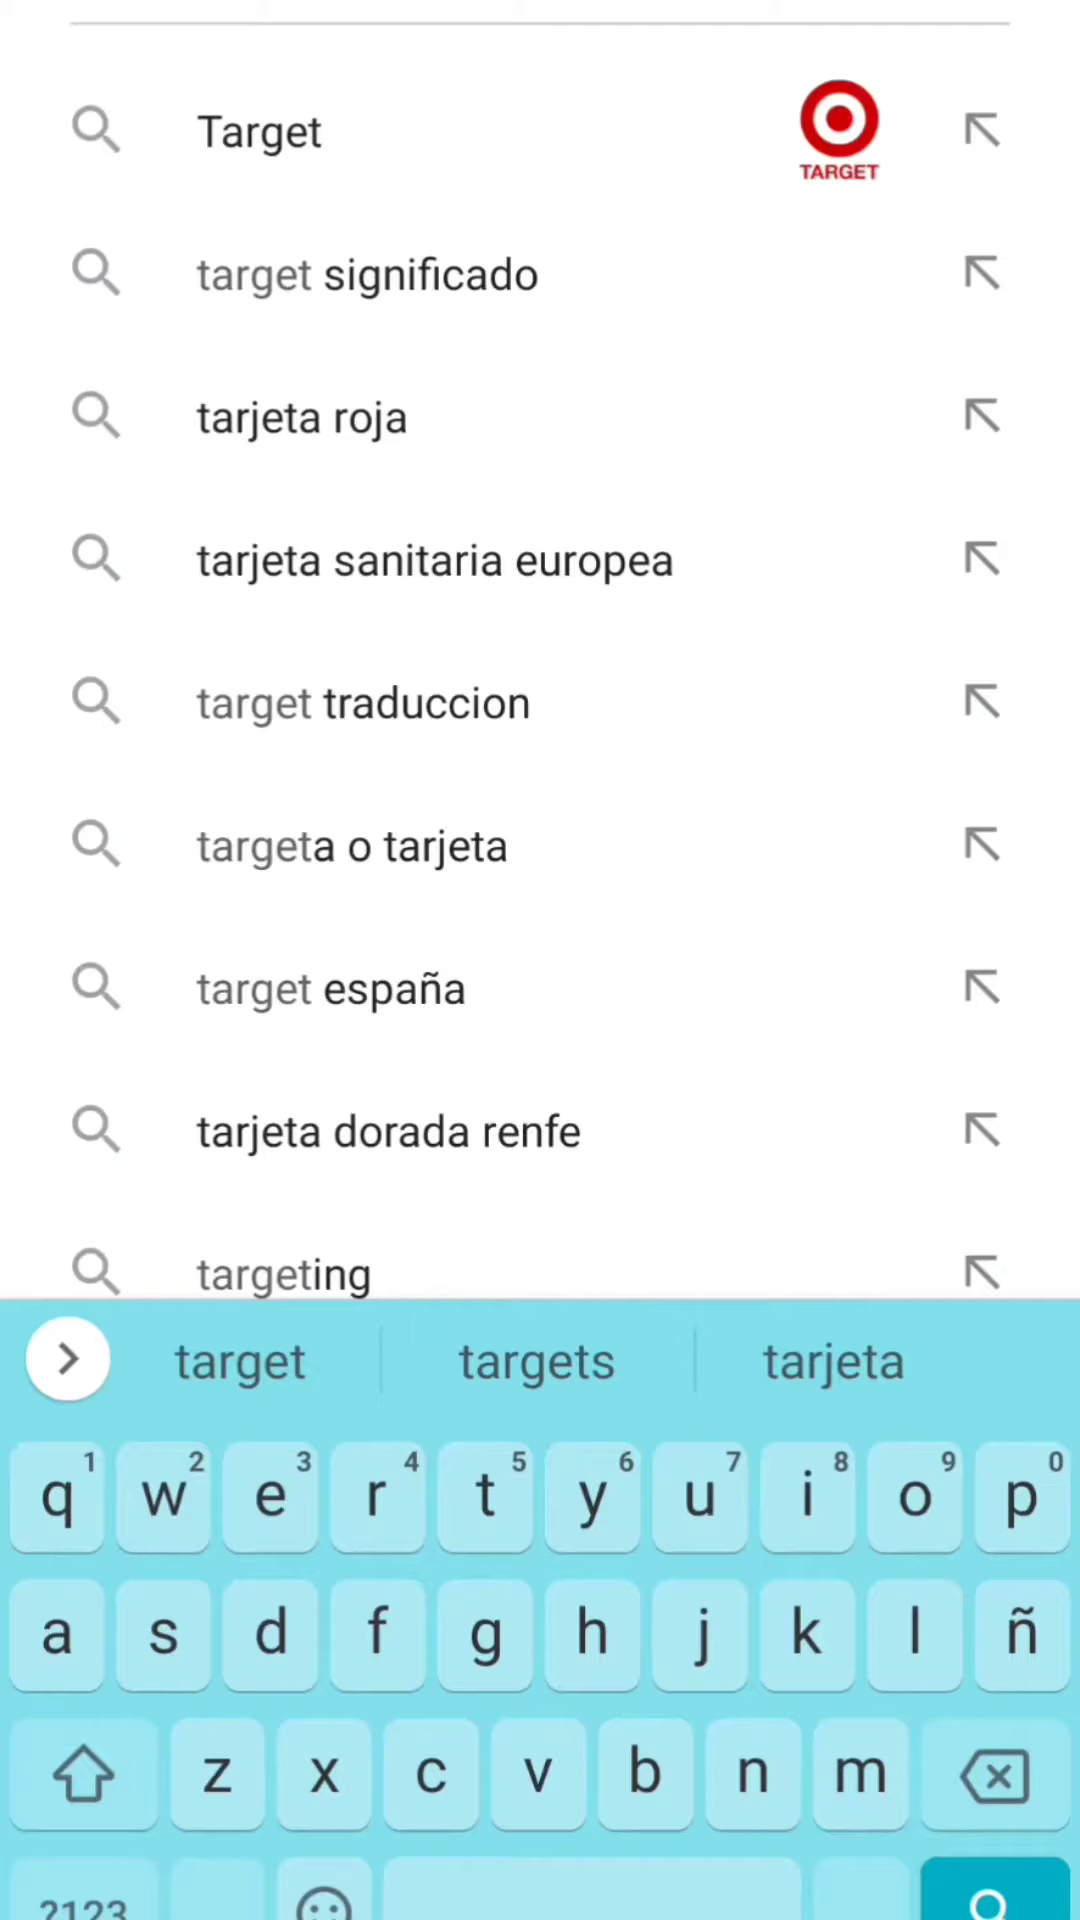 Target
TARGET
target significado
tarjeta roja
tarjeta sanitaria europea
target traduccion
targeta o tarjeta
target españa
tarjeta dorada renfe
targeting
target targets tarjeta
1 2 3 4 5 6 7 8 9 0
q w e r t y u i o p
a s d f g h j k l ñ
z x c v b n m
?123